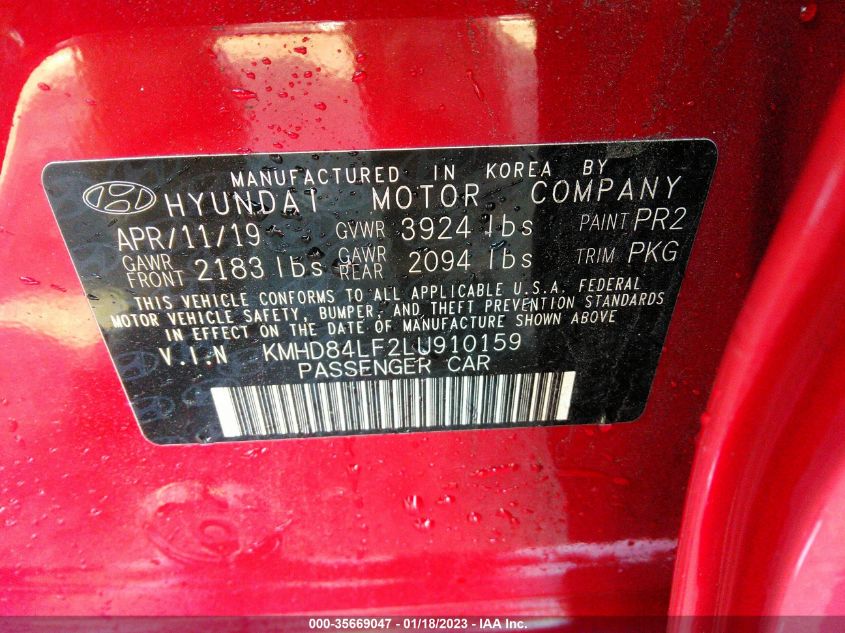 MANUFACTURED IN KOREA BY
HYUNDAI MOTOR COMPANY
APR/11/19 GVWR 3924 lbs PAINT PR2
GAWR FRONT 2183 lbs GAWR REAR 2094 lbs TRIM PKG
THIS VEHICLE CONFORMS TO ALL APPLICABLE U.S.A. FEDERAL
MOTOR VEHICLE SAFETY, BUMPER, AND THEFT PREVENTION STANDARDS
IN EFFECT ON THE DATE OF MANUFACTURE SHOWN ABOVE
V.I.N KMHD84LF2LU910159
PASSENGER CAR
000-35669047 - 01/18/2023 - IAA Inc.